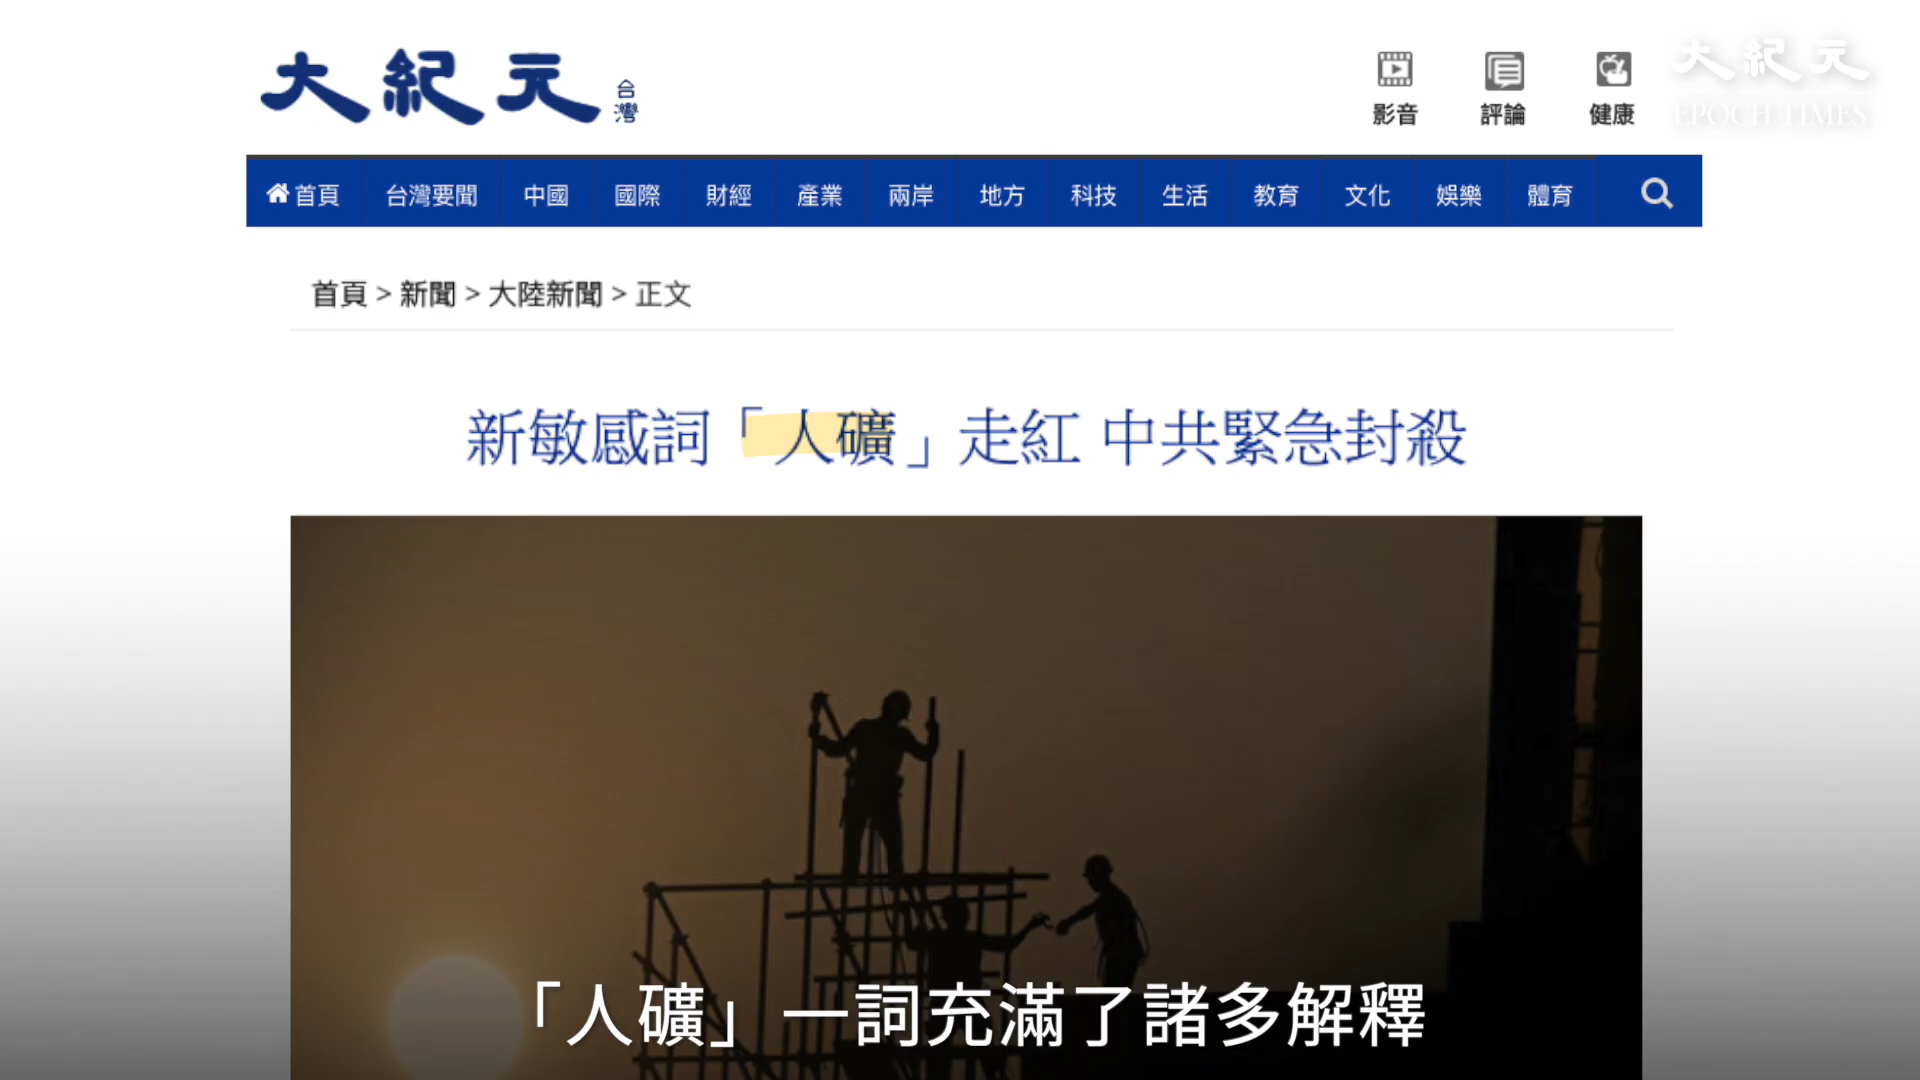 大紀元 台灣
影音 評論 健康
大紀元
EPOCH TIMES
首頁 台灣要聞 中國 國際 財經 產業 兩岸 地方 科技 生活 教育 文化 娛樂 體育
首頁 > 新聞 > 大陸新聞 > 正文
新敏感詞「人礦」走紅 中共緊急封殺
「人礦」一詞充滿了諸多解釋